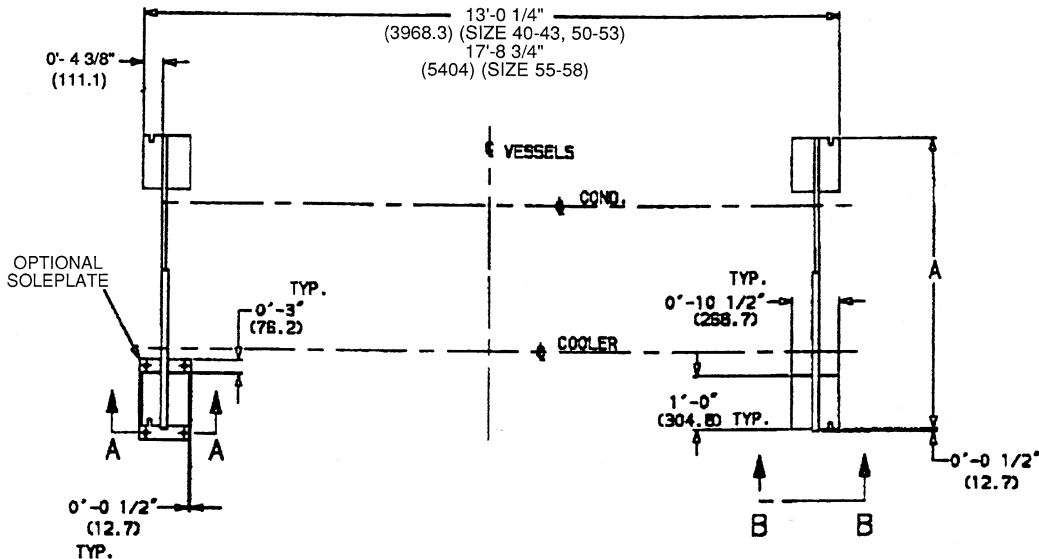 13'-0 1/4"
(3968.3) (SIZE 40-43, 50-53)
17'-8 3/4"
(5404) (SIZE 55-58)
0'- 4 3/8"
(111.1)
VESSELS
COND.
OPTIONAL
SOLEPLATE
TYP.
0'-3"
(76.2)
TYP.
0'-10 1/2"
(266.7)
A
COOLER
1'-0"
(304.8) TYP.
A
A
0'-0 1/2"
(12.7)
TYP.
B
B
0'-0 1/2"
(12.7)